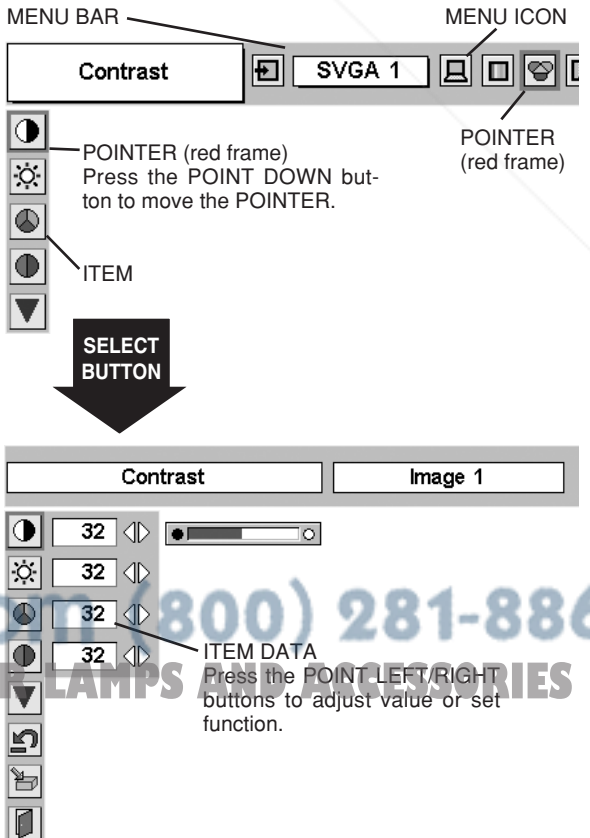 MENU BAR
MENU ICON
Contrast
SVGA 1
POINTER
(red frame)
POINTER (red frame)
Press the POINT DOWN but-
ton to move the POINTER.
ITEM
SELECT
BUTTON
Contrast
Image 1
32
32
32
32
om (800) 281-886
R LAMPS AND ACCESSORIES
ITEM DATA
Press the POINT LEFT/RIGHT
buttons to adjust value or set
function.